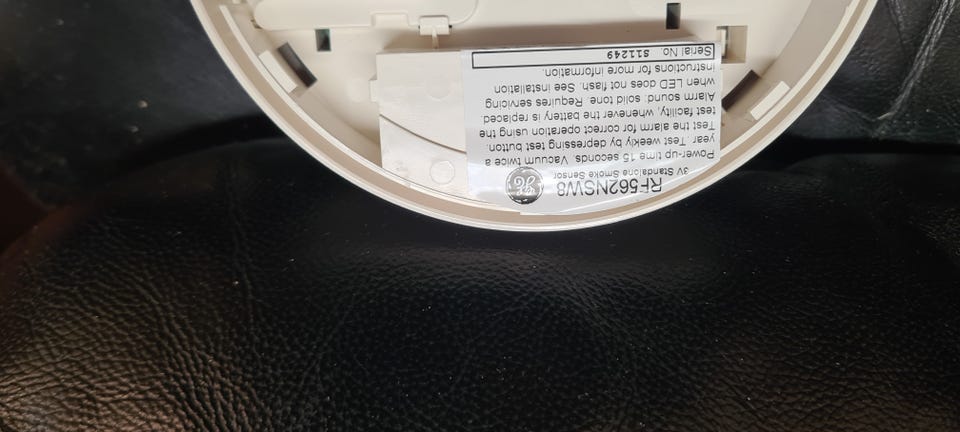 GE
RF562NSW8
3V Standalone Smoke Sensor
Power-up time 15 seconds. Vacuum twice a
year. Test weekly by depressing test button.
Test the alarm for correct operation using the
test facility, whenever the battery is replaced.
Alarm sound: solid tone. Requires servicing
when LED does not flash. See installation
instructions for more information.
Serial No. S11249